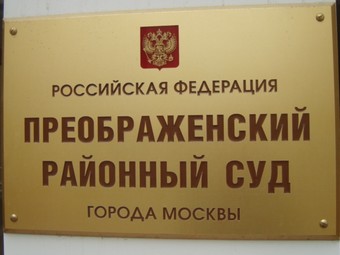 РОССИЙСКАЯ ФЕДЕРАЦИЯ
ПРЕОБРАЖЕНСКИЙ
РАЙОННЫЙ СУД
ГОРОДА МОСКВЫ